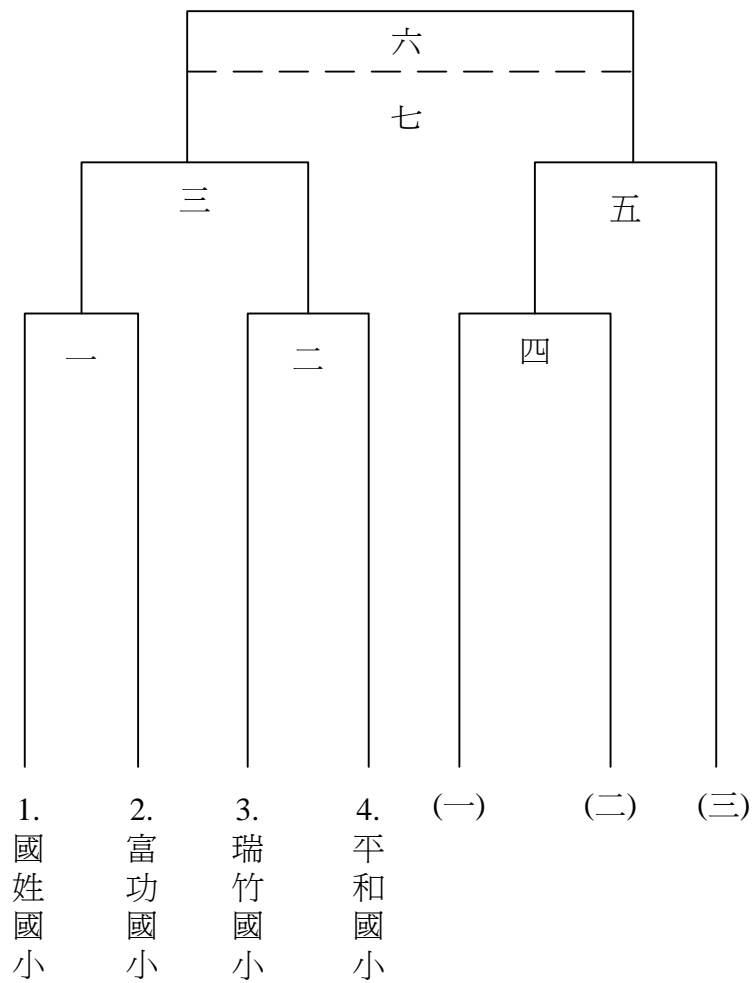 六
七
三
五
一
二
四
1. 國姓國小
2. 富功國小
3. 瑞竹國小
4. 平和國小
(一)
(二)
(三)